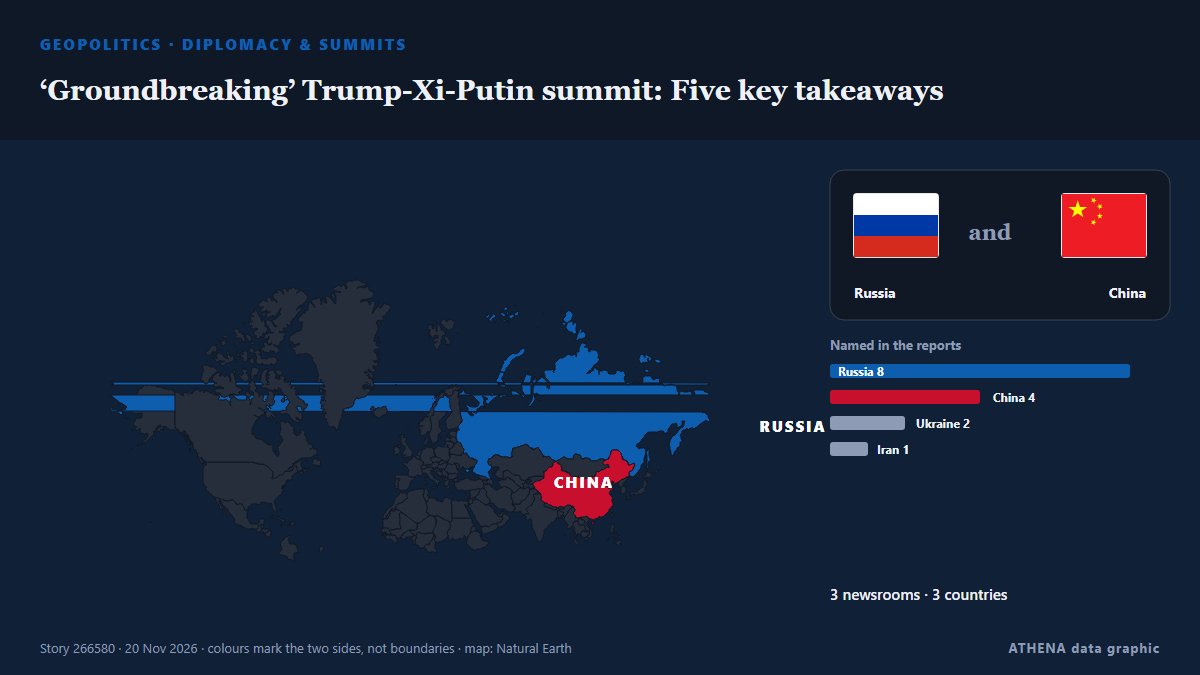 GEOPOLITICS · DIPLOMACY & SUMMITS
‘Groundbreaking’ Trump-Xi-Putin summit: Five key takeaways
and
Russia
China
Named in the reports
Russia 8
China 4
Ukraine 2
Iran 1
RUSSIA
CHINA
3 newsrooms · 3 countries
Story 266580 · 20 Nov 2026 · colours mark the two sides, not boundaries · map: Natural Earth
ATHENA data graphic